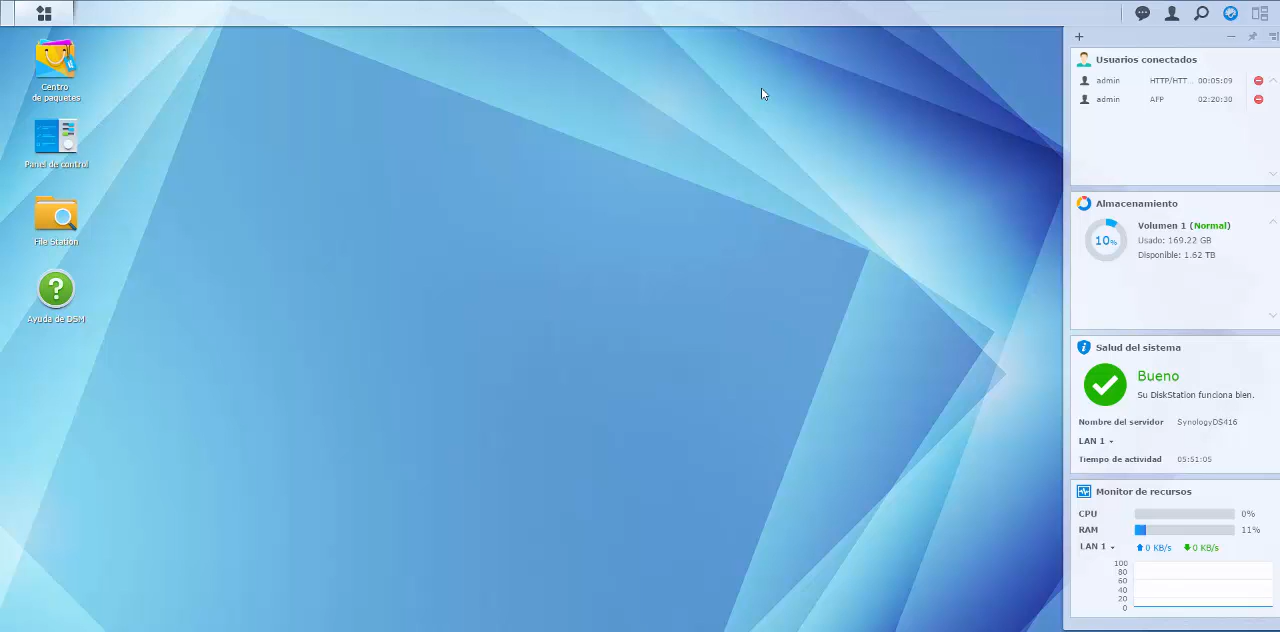 Centro
de paquetes
Panel de control
File Station
?
Ayuda de DSM
+
Usuarios conectados
admin HTTP/HTT... 00:05:09
admin AFP 02:20:30
Almacenamiento
10%
Volumen 1 (Normal)
Usado: 169.22 GB
Disponible: 1.62 TB
Salud del sistema
Bueno
Su DiskStation funciona bien.
Nombre del servidor SynologyDS416
LAN 1
Tiempo de actividad 05:51:05
Monitor de recursos
CPU 0%
RAM 11%
LAN 1 0 KB/s 0 KB/s
100
80
60
40
20
0